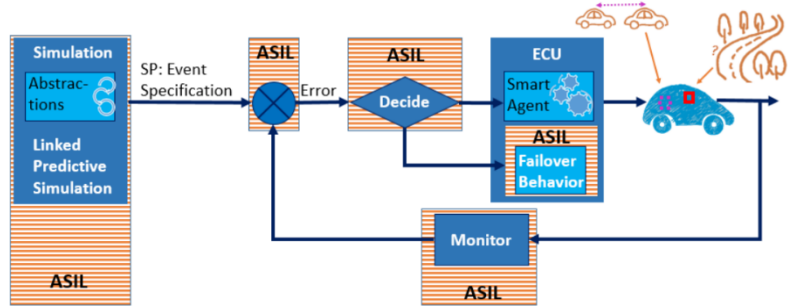 Simulation
Abstrac-
tions
Linked
Predictive
Simulation
ASIL
SP: Event
Specification
ASIL
Error
ASIL
Decide
ECU
Smart
Agent
ASIL
Failover
Behavior
?
Monitor
ASIL